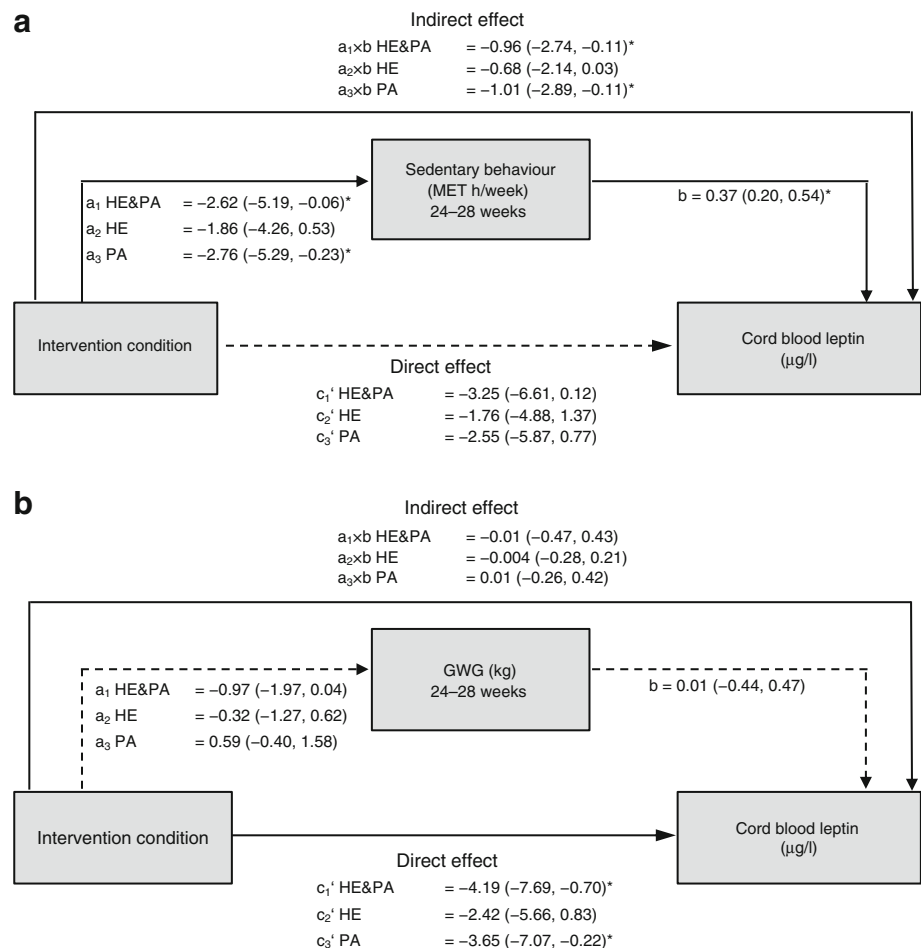 a
Indirect effect
a₁×b HE&PA = −0.96 (−2.74, −0.11)*
a₂×b HE = −0.68 (−2.14, 0.03)
a₃×b PA = −1.01 (−2.89, −0.11)*
Sedentary behaviour
(MET h/week)
24–28 weeks
a₁ HE&PA = −2.62 (−5.19, −0.06)*
a₂ HE = −1.86 (−4.26, 0.53)
a₃ PA = −2.76 (−5.29, −0.23)*
b = 0.37 (0.20, 0.54)*
Intervention condition
Cord blood leptin
(µg/l)
Direct effect
c₁‘ HE&PA = −3.25 (−6.61, 0.12)
c₂‘ HE = −1.76 (−4.88, 1.37)
c₃‘ PA = −2.55 (−5.87, 0.77)
b
Indirect effect
a₁×b HE&PA = −0.01 (−0.47, 0.43)
a₂×b HE = −0.004 (−0.28, 0.21)
a₃×b PA = 0.01 (−0.26, 0.42)
GWG (kg)
24–28 weeks
a₁ HE&PA = −0.97 (−1.97, 0.04)
a₂ HE = −0.32 (−1.27, 0.62)
a₃ PA = 0.59 (−0.40, 1.58)
b = 0.01 (−0.44, 0.47)
Intervention condition
Cord blood leptin
(µg/l)
Direct effect
c₁‘ HE&PA = −4.19 (−7.69, −0.70)*
c₂‘ HE = −2.42 (−5.66, 0.83)
c₃‘ PA = −3.65 (−7.07, −0.22)*